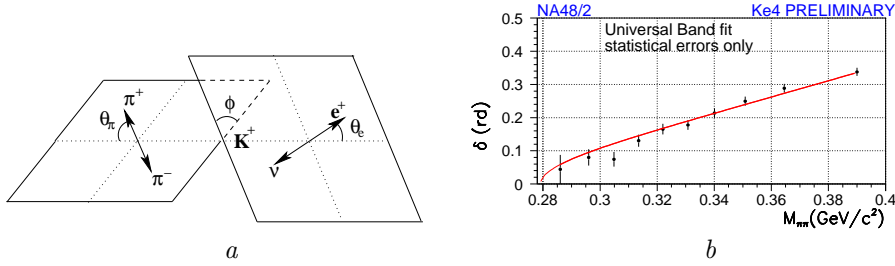 π+
θπ
π−
ϕ
K+
e+
θe
ν
a
NA48/2 Ke4 PRELIMINARY
Universal Band fit
statistical errors only
δ (rd)
0.5
0.4
0.3
0.2
0.1
0
0.28 0.3 0.32 0.34 0.36 0.38 0.4
Mππ(GeV/c²)
b